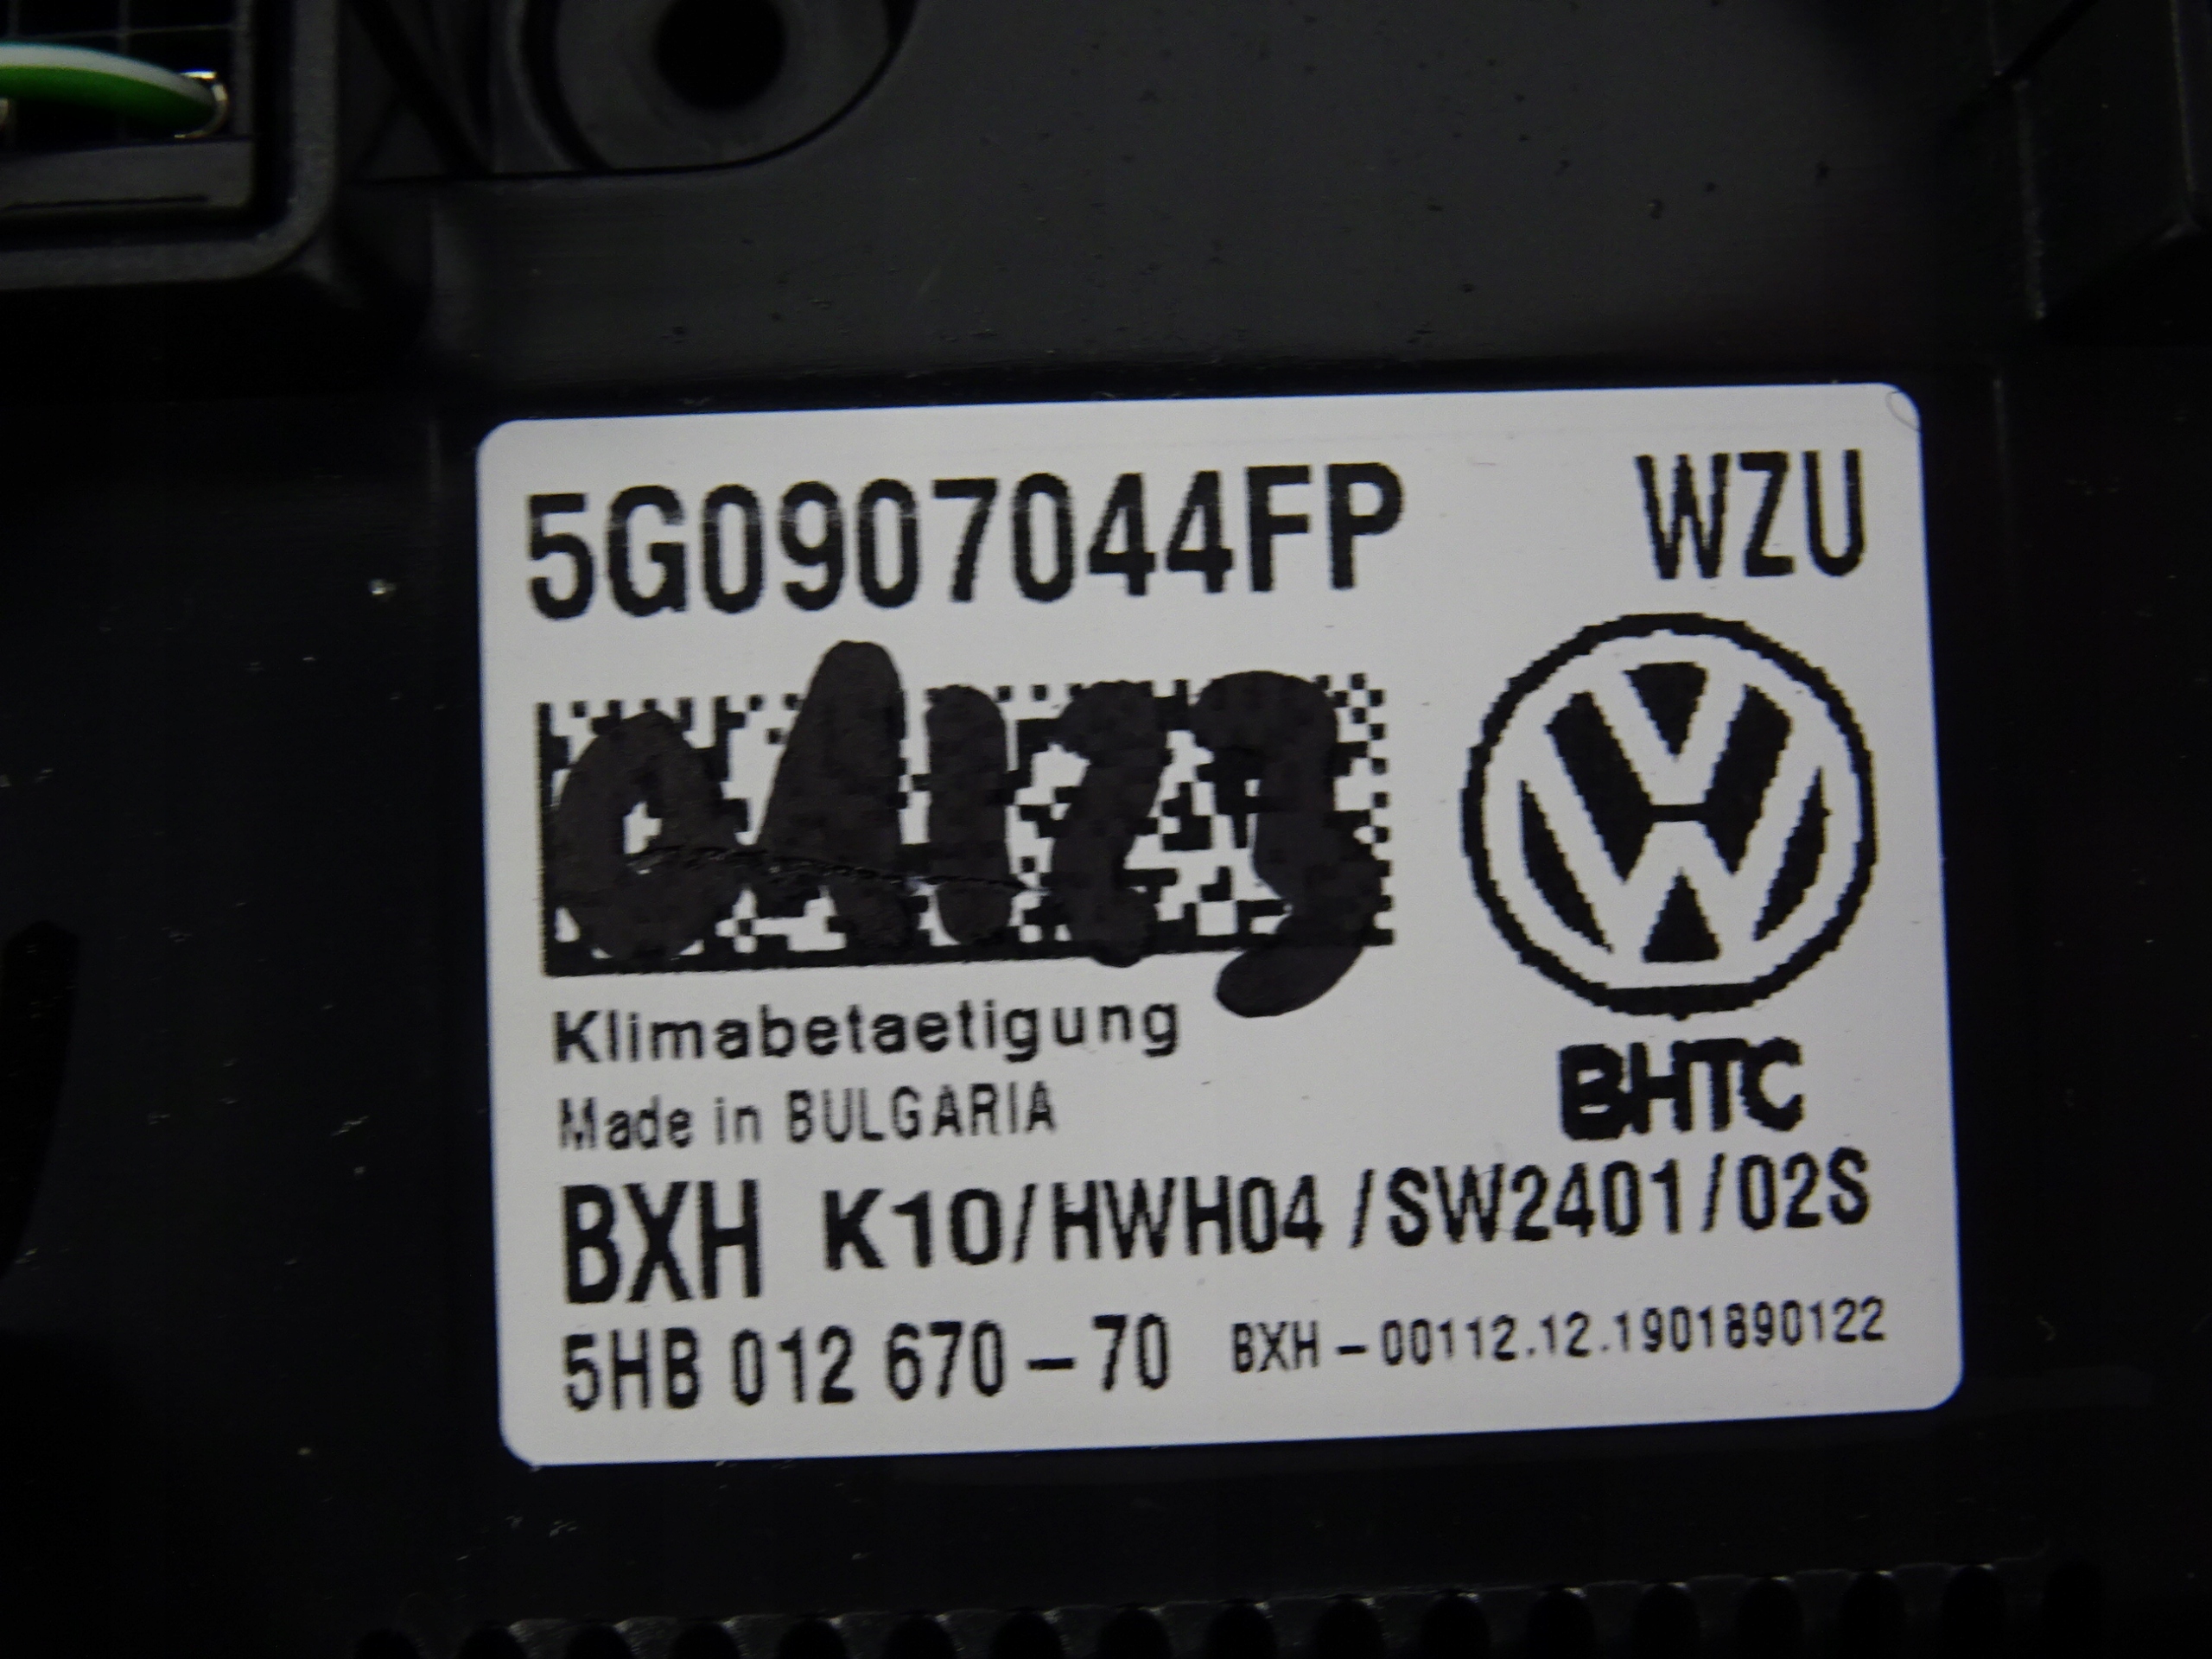 5G0907044FP WZU
Klimabetaetigung
Made in BULGARIA
BHTC
BXH K10/HWH04/SW2401/02S
5HB 012 670-70 BXH-00112.12.1901890122